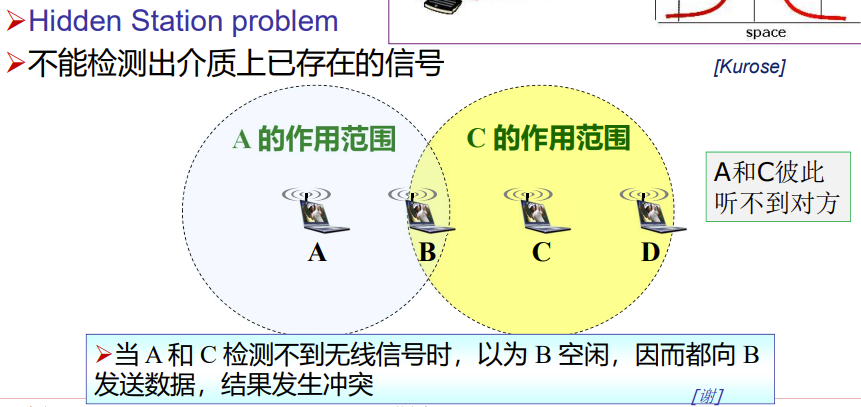 ➢Hidden Station problem
space
➢不能检测出介质上已存在的信号
[Kurose]
A 的作用范围
C 的作用范围
A和C彼此
听不到对方
A
B
C
D
➢当 A 和 C 检测不到无线信号时，以为 B 空闲，因而都向 B
发送数据，结果发生冲突
[谢]